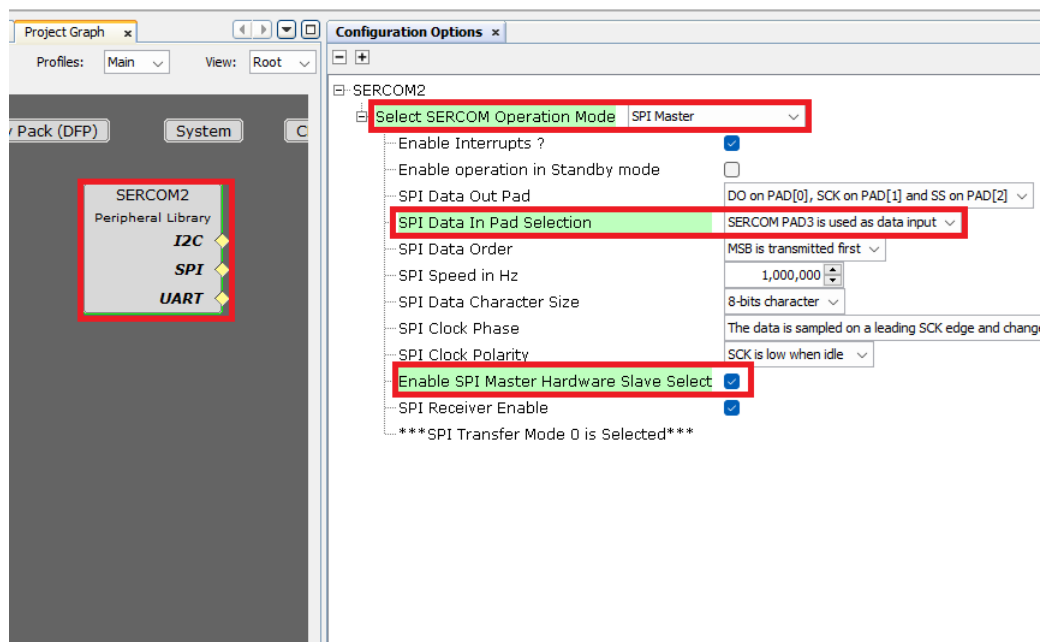 Project Graph x
Profiles: Main View: Root
Pack (DFP) System C
SERCOM2
Peripheral Library
I2C
SPI
UART
Configuration Options x
SERCOM2
Select SERCOM Operation Mode SPI Master
Enable Interrupts ?
Enable operation in Standby mode
SPI Data Out Pad DO on PAD[0], SCK on PAD[1] and SS on PAD[2]
SPI Data In Pad Selection SERCOM PAD3 is used as data input
SPI Data Order MSB is transmitted first
SPI Speed in Hz 1,000,000
SPI Data Character Size 8-bits character
SPI Clock Phase The data is sampled on a leading SCK edge and change
SPI Clock Polarity SCK is low when idle
Enable SPI Master Hardware Slave Select
SPI Receiver Enable
***SPI Transfer Mode 0 is Selected***